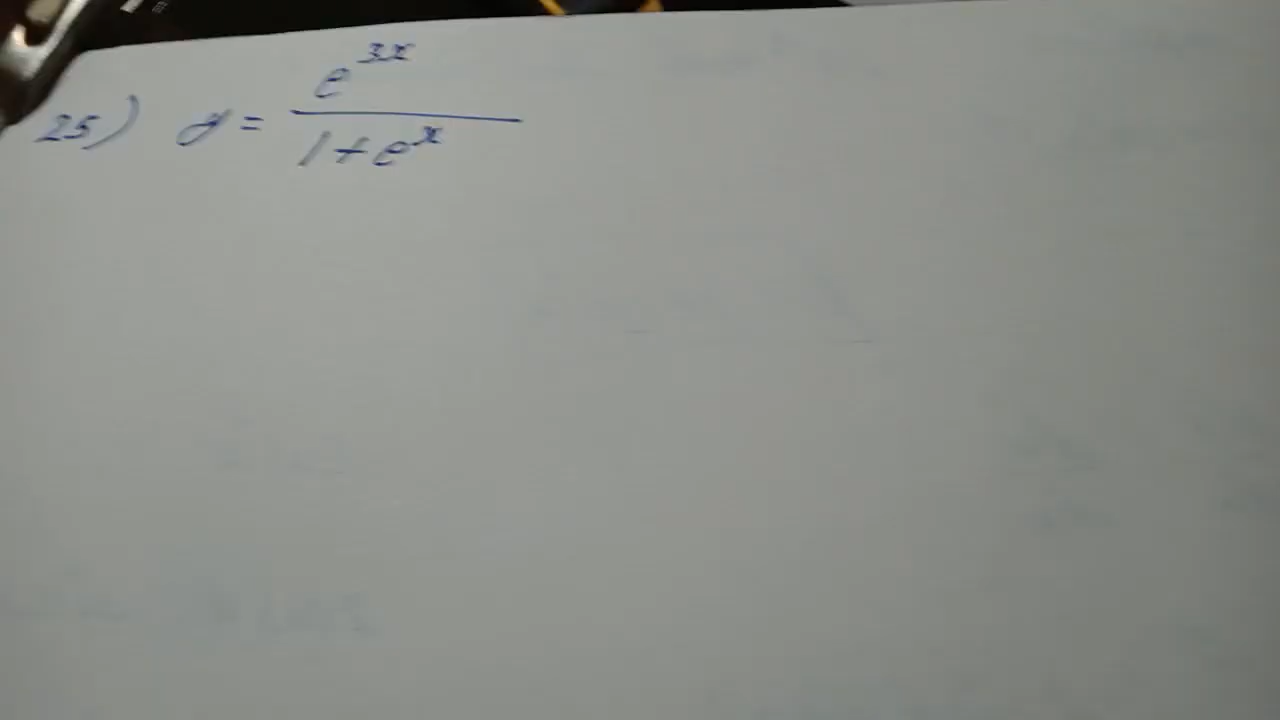 25) y = e^{3x} / (1+e^x)